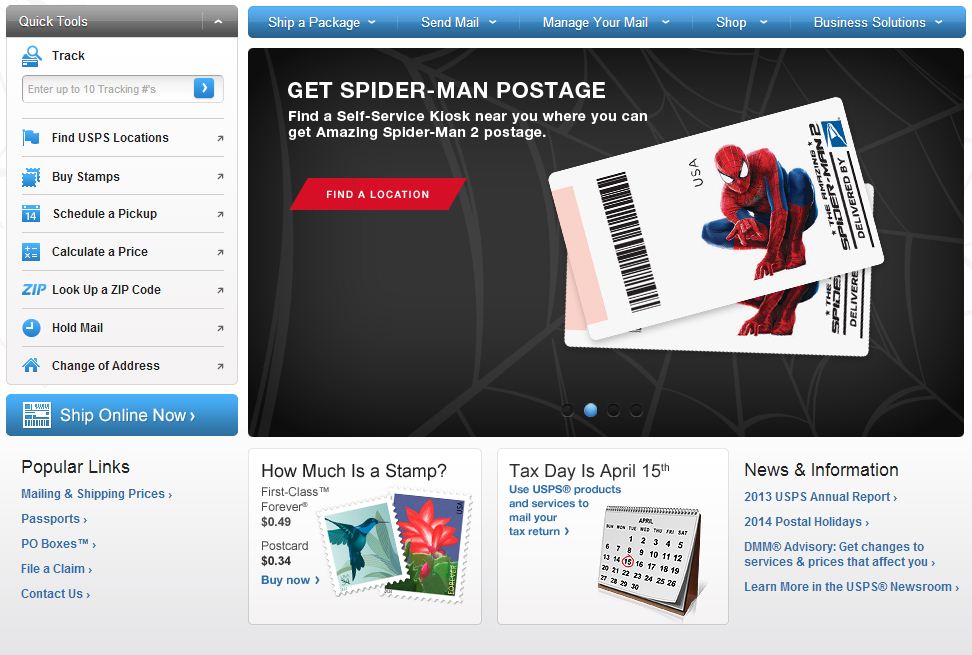 Quick Tools
Track
Enter up to 10 Tracking #'s
Find USPS Locations
Buy Stamps
14
Schedule a Pickup
Calculate a Price
ZIP Look Up a ZIP Code
Hold Mail
Change of Address
Ship Online Now ›
Ship a Package
Send Mail
Manage Your Mail
Shop
Business Solutions
GET SPIDER-MAN POSTAGE
Find a Self-Service Kiosk near you where you can
get Amazing Spider-Man 2 postage.
FIND A LOCATION
USA
* THE AMAZING *
SPIDER-MAN 2
DELIVERED BY
* THE
SPIDER
DELIVERE
Popular Links
Mailing & Shipping Prices ›
Passports ›
PO Boxes™ ›
File a Claim ›
Contact Us ›
How Much Is a Stamp?
First-Class™
Forever®
$0.49
Postcard
$0.34
Buy now ›
USA
FOREVER
Tax Day Is April 15th
Use USPS® products
and services to
mail your
tax return ›
APRIL
SUN MON TUE WED THU FRI SAT
1 2 3 4 5
6 7 8 9 10 11 12
13 14 15 16 17 18 19
20 21 22 23 24 25 26
27 28 29 30
News & Information
2013 USPS Annual Report ›
2014 Postal Holidays ›
DMM® Advisory: Get changes to
services & prices that affect you ›
Learn More in the USPS® Newsroom ›